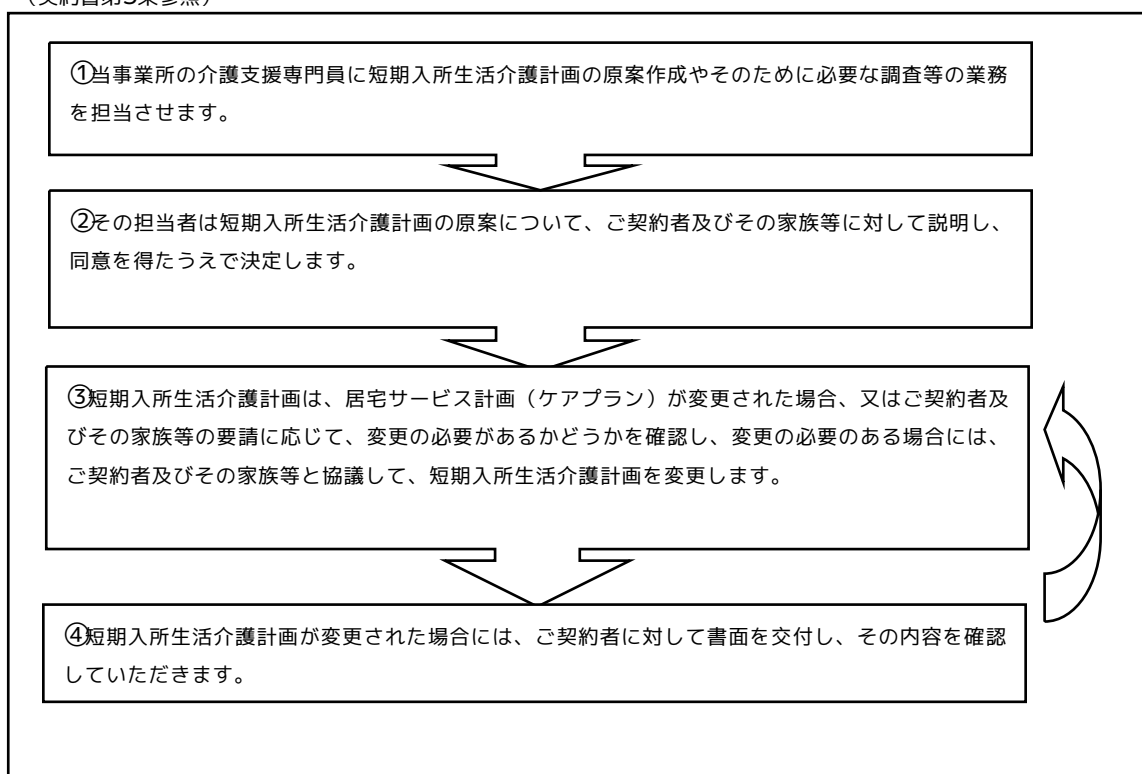 （契約書第3条参照）
①当事業所の介護支援専門員に短期入所生活介護計画の原案作成やそのために必要な調査等の業務
を担当させます。
②その担当者は短期入所生活介護計画の原案について、ご契約者及びその家族等に対して説明し、
同意を得たうえで決定します。
③短期入所生活介護計画は、居宅サービス計画（ケアプラン）が変更された場合、又はご契約者及
びその家族等の要請に応じて、変更の必要があるかどうかを確認し、変更の必要のある場合には、
ご契約者及びその家族等と協議して、短期入所生活介護計画を変更します。
④短期入所生活介護計画が変更された場合には、ご契約者に対して書面を交付し、その内容を確認
していただきます。